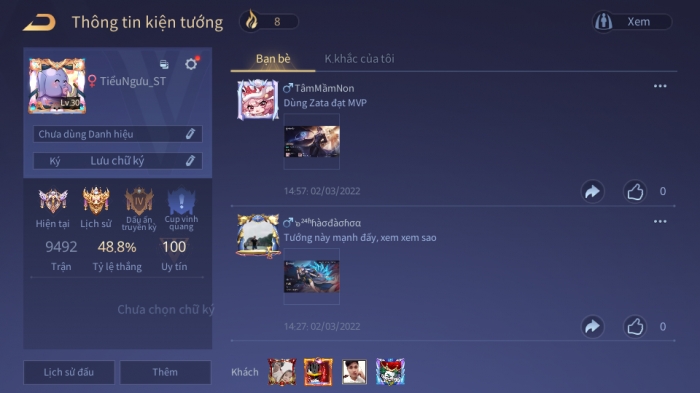 Thông tin kiện tướng
8
Xem
TiểuNgưu_ST
Lv.30
Chưa dùng Danh hiệu
Ký Lưu chữ ký
Hiện tại
Lịch sử
Dấu ấn truyền kỳ
Cup vinh quang
9492
48.8%
100
Trận
Tỷ lệ thắng
Uy tín
Chưa chọn chữ ký
Lịch sử đấu
Thêm
Bạn bè
K.khắc của tôi
TâmMầmNon
Dùng Zata đạt MVP
14:57 02/03/2022
0
Tướng này mạnh đấy, xem xem sao
14:27 02/03/2022
0
Khách